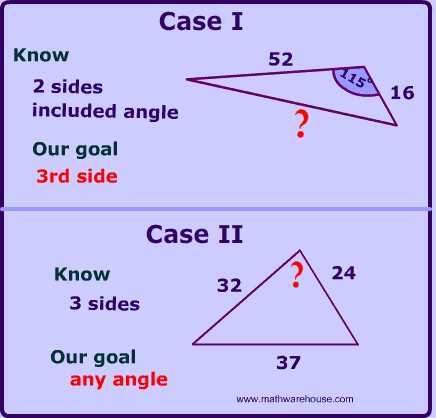 Case I
Know
52
115°
16
2 sides
included angle
?
Our goal
3rd side
Case II
Know
?
32
24
3 sides
Our goal
37
any angle
www.mathwarehouse.com